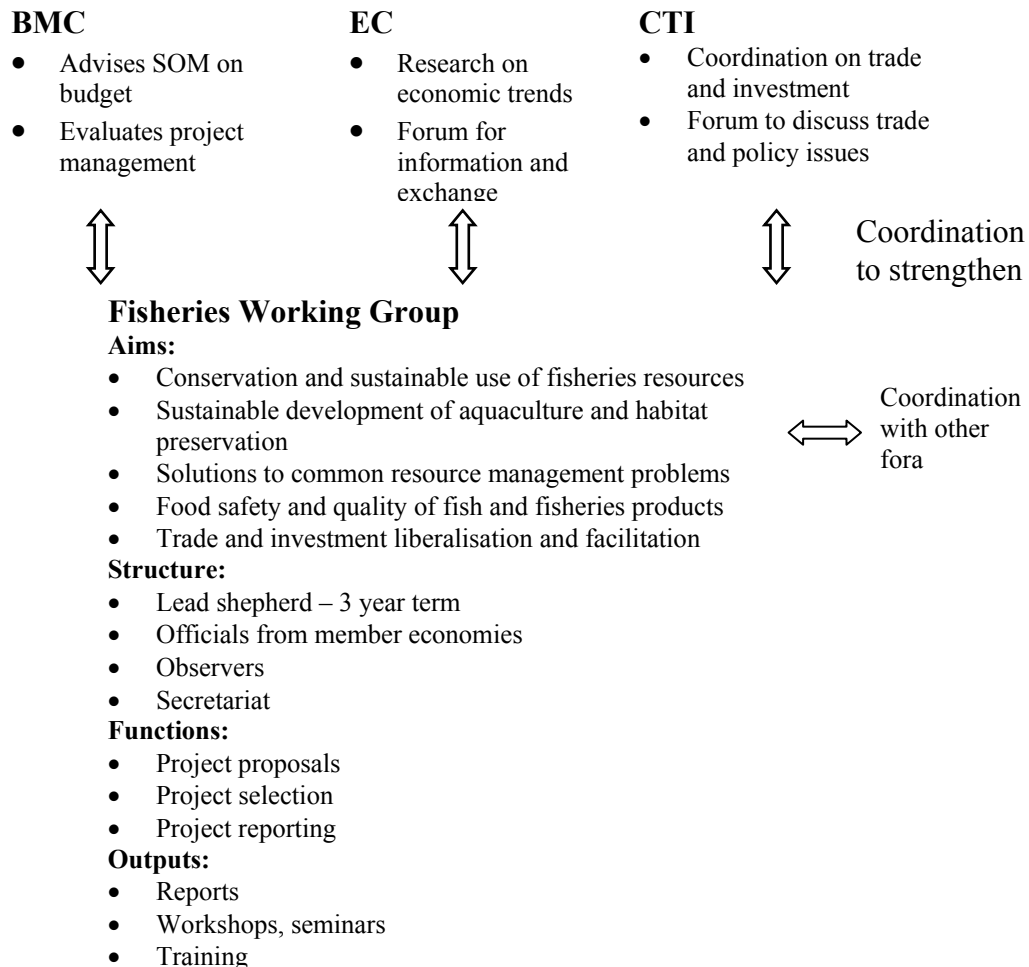 BMC
• Advises SOM on
budget
• Evaluates project
management
EC
• Research on
economic trends
• Forum for
information and
exchange
CTI
• Coordination on trade
and investment
• Forum to discuss trade
and policy issues
Coordination
to strengthen
Fisheries Working Group
Aims:
• Conservation and sustainable use of fisheries resources
• Sustainable development of aquaculture and habitat
preservation
• Solutions to common resource management problems
• Food safety and quality of fish and fisheries products
• Trade and investment liberalisation and facilitation
Coordination
with other
fora
Structure:
• Lead shepherd – 3 year term
• Officials from member economies
• Observers
• Secretariat
Functions:
• Project proposals
• Project selection
• Project reporting
Outputs:
• Reports
• Workshops, seminars
• Training